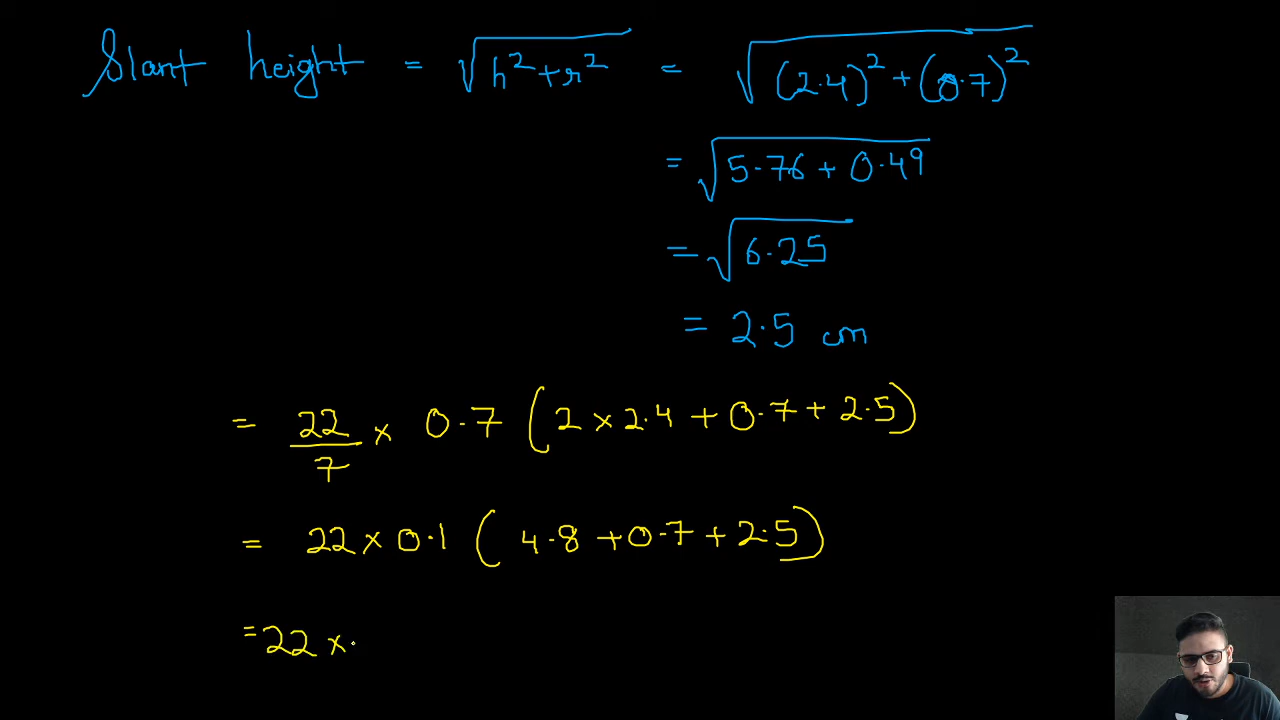 Slant height = √(h²+r²) = √((2.4)²+(0.7)²)
= √(5.76+0.49)
= √6.25
= 2.5 cm
= 22/7 × 0.7 (2×2.4+0.7+2.5)
= 22×0.1 (4.8+0.7+2.5)
=22×.